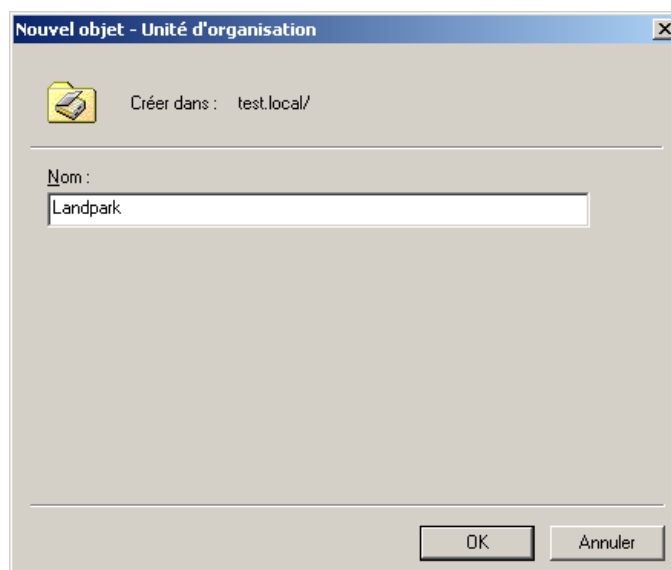 Nouvel objet - Unité d'organisation
Créer dans : test.local/
Nom :
Landpark
OK Annuler